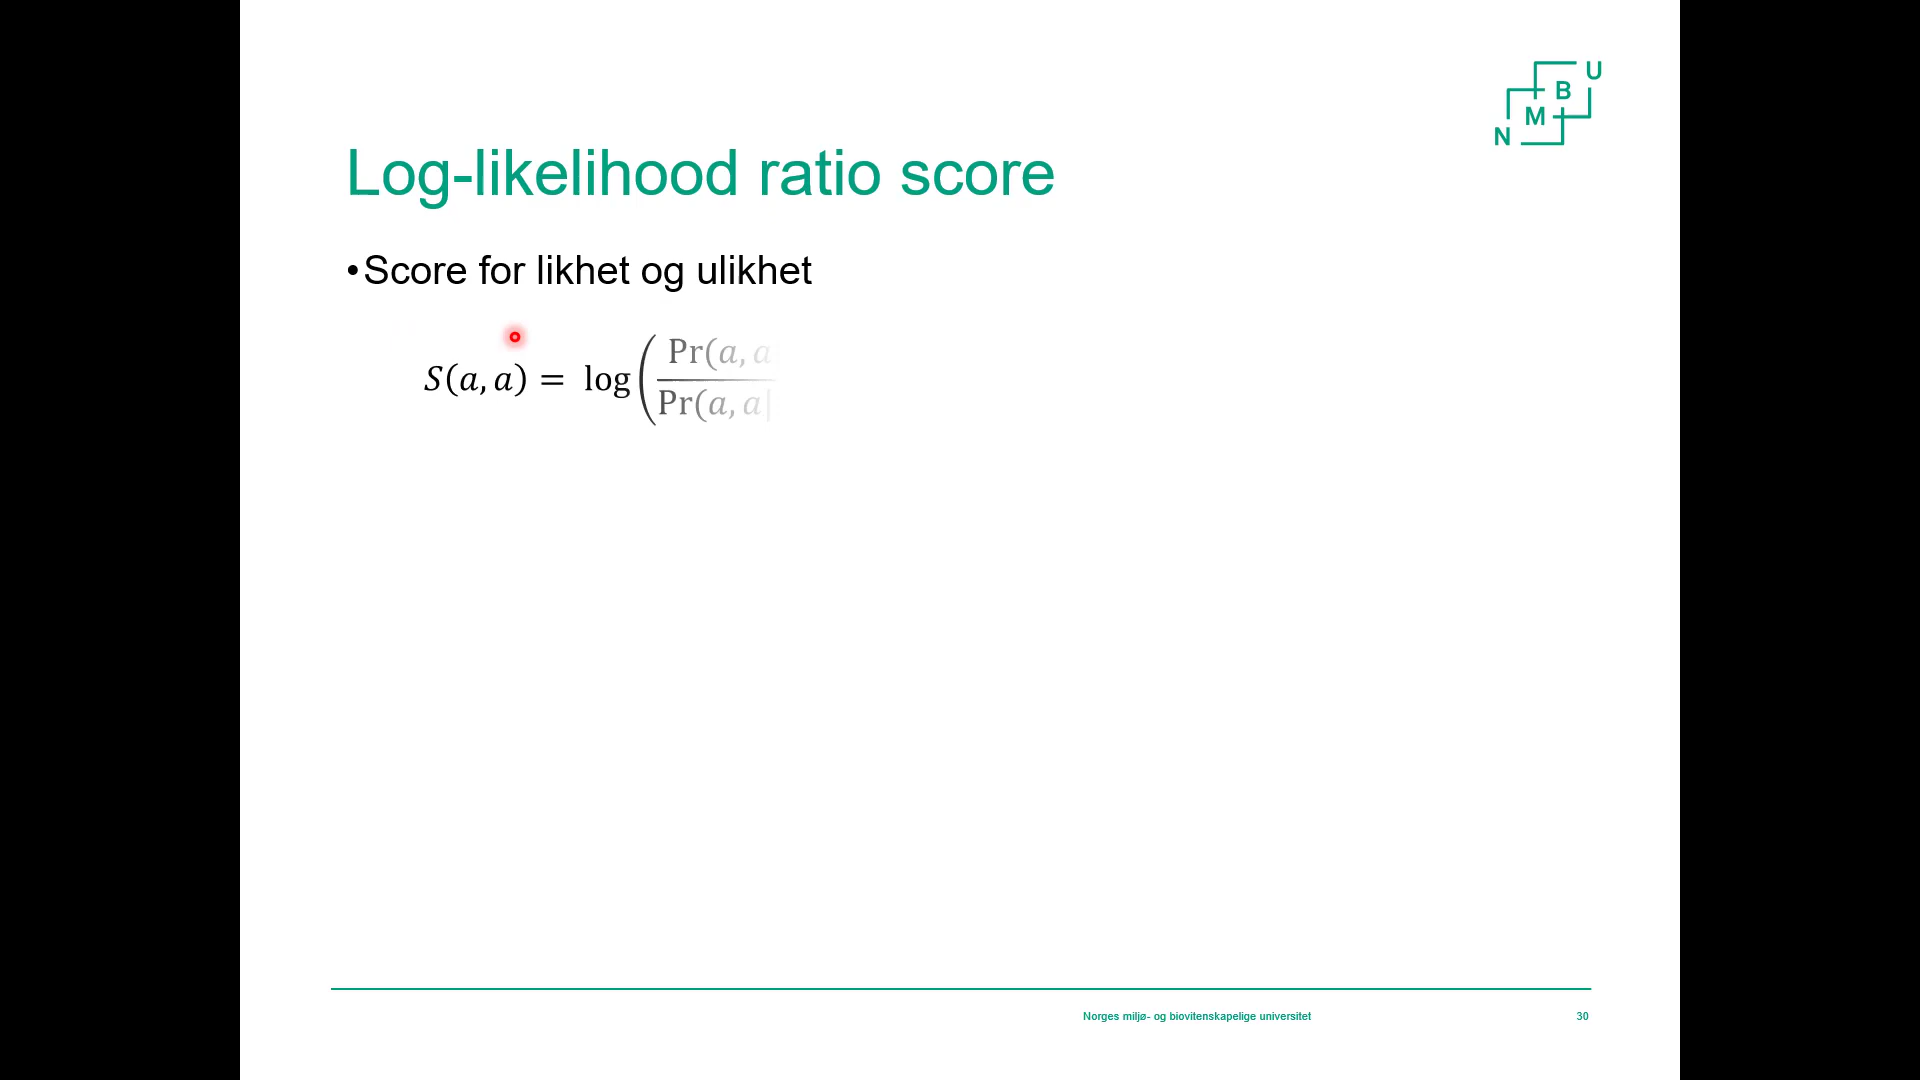 N M B U
Log-likelihood ratio score
•Score for likhet og ulikhet
S(a, a) = log(Pr(a, a
Pr(a, a|
Norges miljø- og biovitenskapelige universitet
30